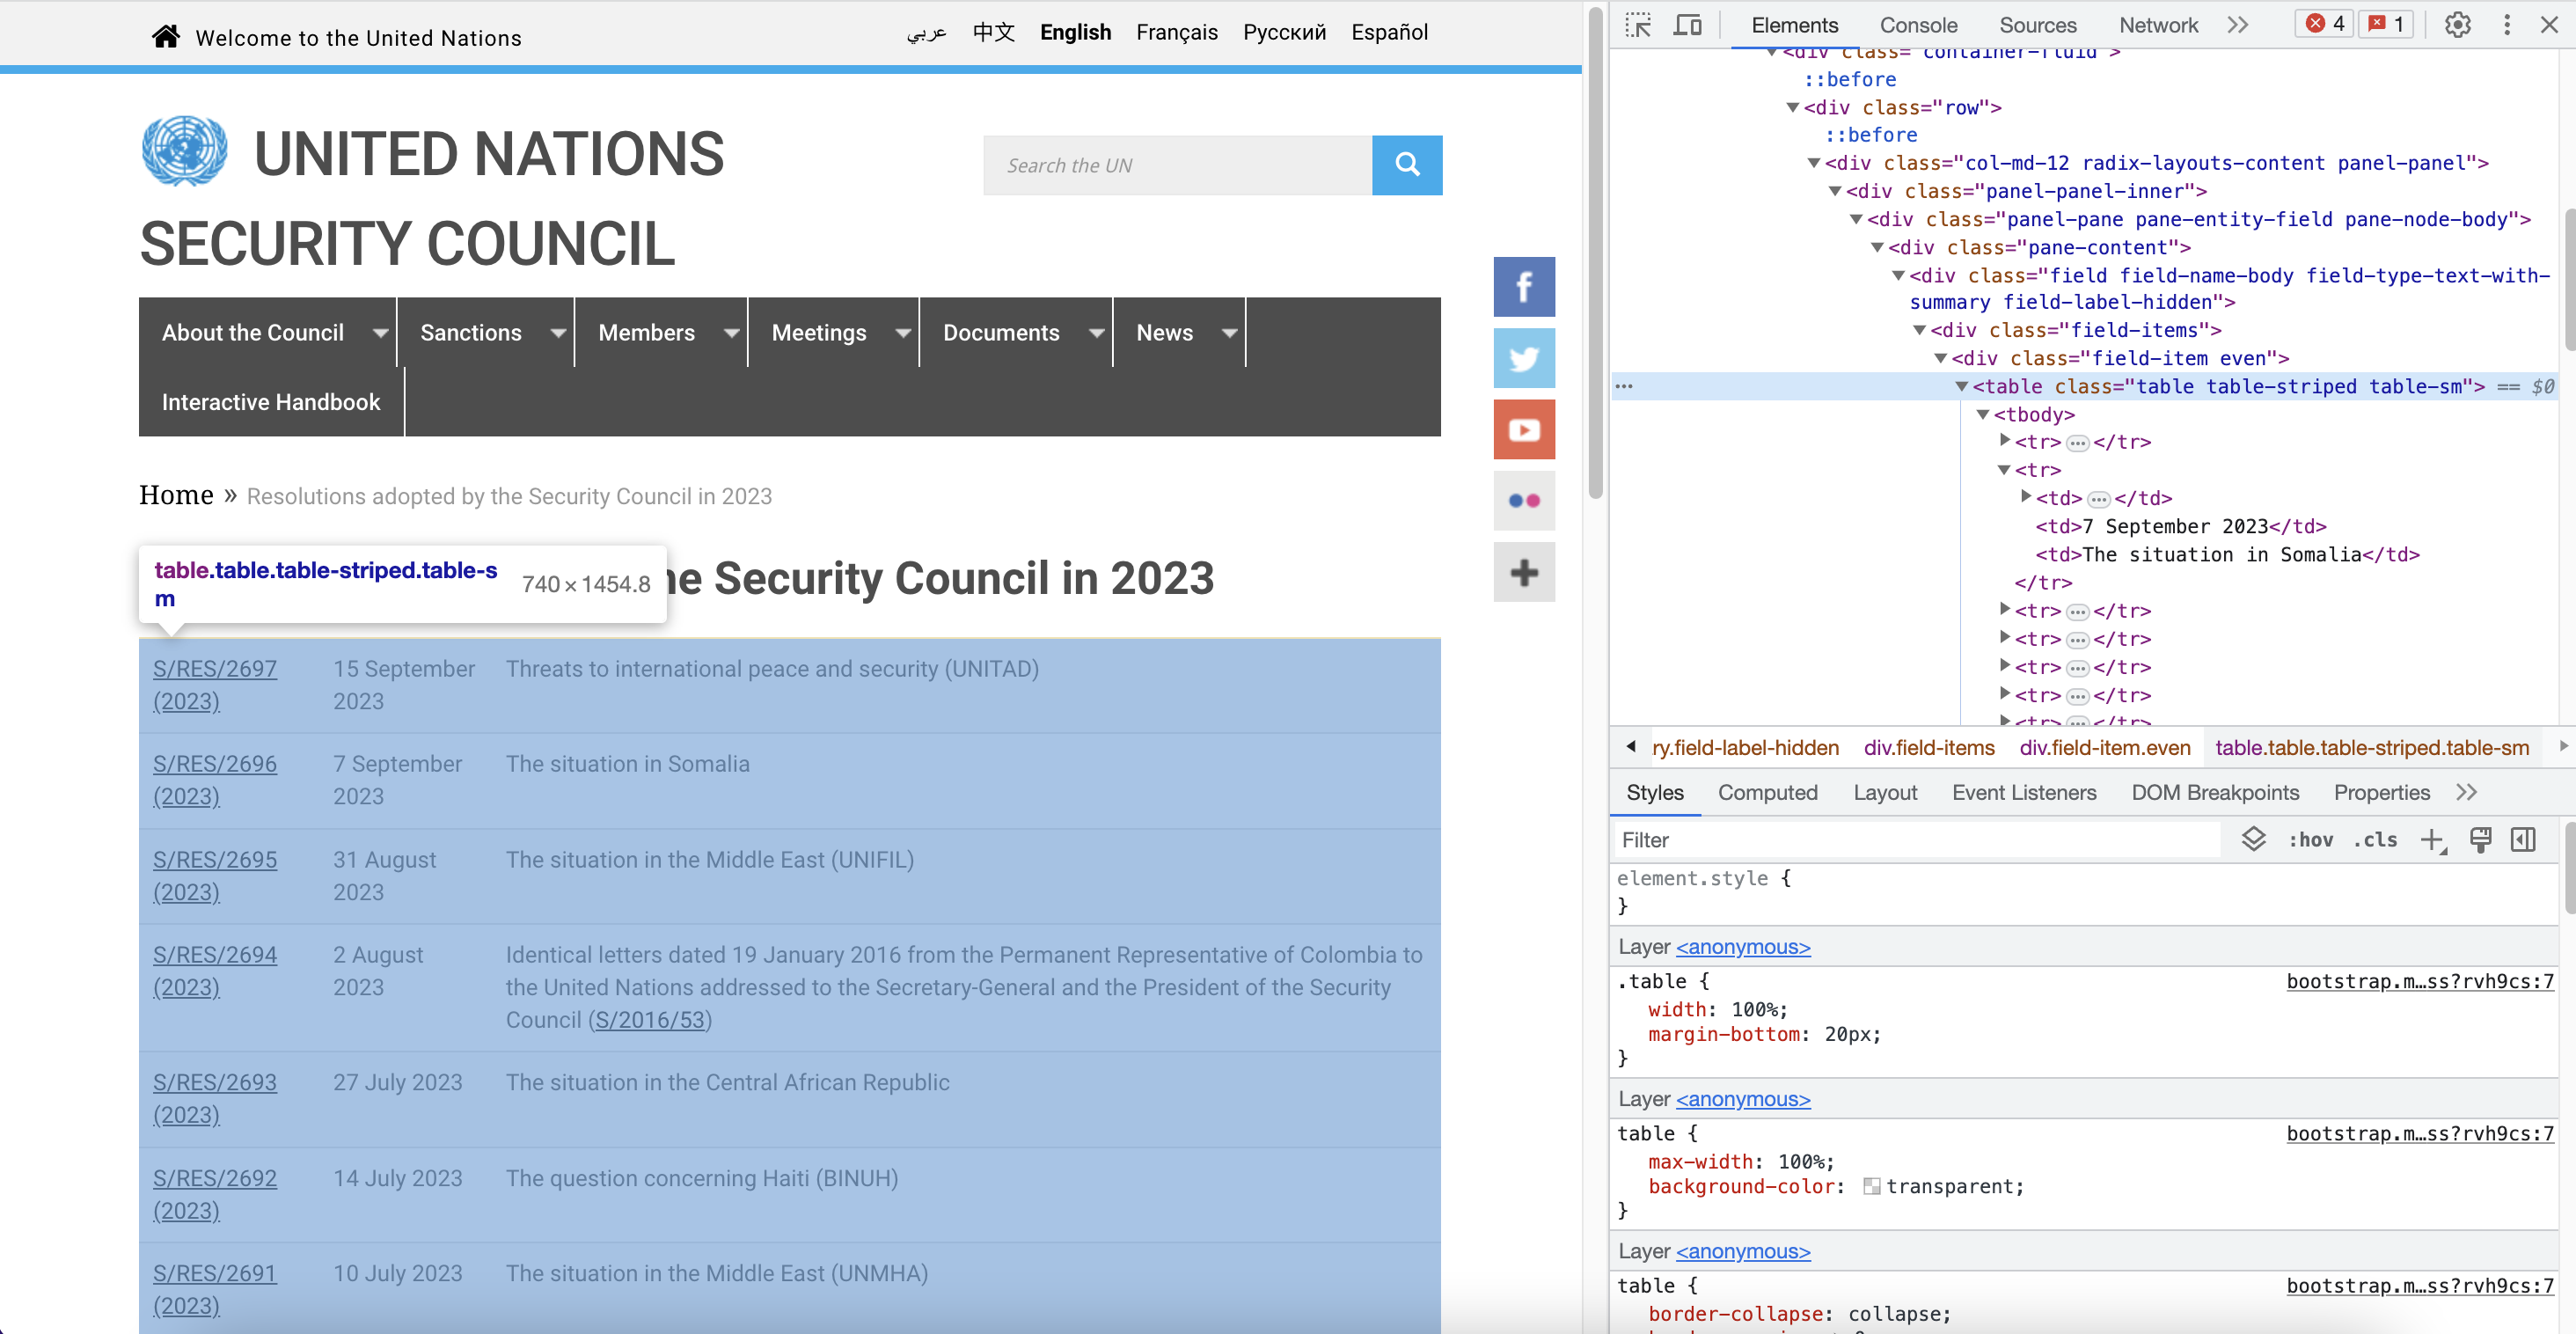 Welcome to the United Nations
عربي 中文 English Français Русский Español
UNITED NATIONS
SECURITY COUNCIL
Search the UN
About the Council Sanctions Members Meetings Documents News
Interactive Handbook
Home » Resolutions adopted by the Security Council in 2023
table.table.table-striped.table-s
m
740 × 1454.8
ne Security Council in 2023
S/RES/2697 15 September Threats to international peace and security (UNITAD)
(2023) 2023
S/RES/2696 7 September The situation in Somalia
(2023) 2023
S/RES/2695 31 August The situation in the Middle East (UNIFIL)
(2023) 2023
S/RES/2694 2 August Identical letters dated 19 January 2016 from the Permanent Representative of Colombia to
(2023) 2023 the United Nations addressed to the Secretary-General and the President of the Security
Council (S/2016/53)
S/RES/2693 27 July 2023 The situation in the Central African Republic
(2023)
S/RES/2692 14 July 2023 The question concerning Haiti (BINUH)
(2023)
S/RES/2691 10 July 2023 The situation in the Middle East (UNMHA)
(2023)
Elements Console Sources Network 4 1
<div class="container-fluid">
::before
<div class="row">
::before
<div class="col-md-12 radix-layouts-content panel-panel">
<div class="panel-panel-inner">
<div class="panel-pane pane-entity-field pane-node-body">
<div class="pane-content">
<div class="field field-name-body field-type-text-with-
summary field-label-hidden">
<div class="field-items">
<div class="field-item even">
<table class="table table-striped table-sm"> == $0
<tbody>
<tr>…</tr>
<tr>
<td>…</td>
<td>7 September 2023</td>
<td>The situation in Somalia</td>
</tr>
<tr>…</tr>
<tr>…</tr>
<tr>…</tr>
<tr>…</tr>
<tr>…</tr>
ry.field-label-hidden div.field-items div.field-item.even table.table.table-striped.table-sm
Styles Computed Layout Event Listeners DOM Breakpoints Properties
Filter :hov .cls
element.style {
}
Layer <anonymous>
.table { bootstrap.m…ss?rvh9cs:7
width: 100%;
margin-bottom: 20px;
}
Layer <anonymous>
table { bootstrap.m…ss?rvh9cs:7
max-width: 100%;
background-color: transparent;
}
Layer <anonymous>
table { bootstrap.m…ss?rvh9cs:7
border-collapse: collapse;